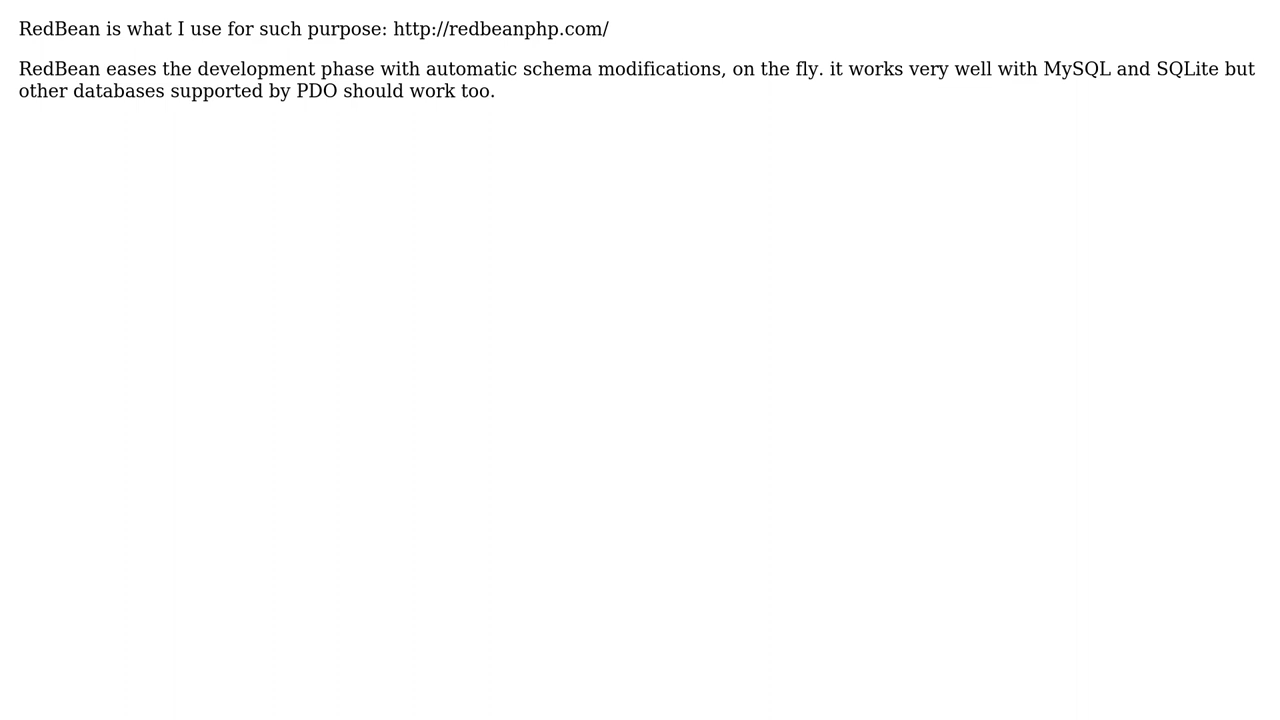 RedBean is what I use for such purpose: http://redbeanphp.com/
RedBean eases the development phase with automatic schema modifications, on the fly. it works very well with MySQL and SQLite but
other databases supported by PDO should work too.